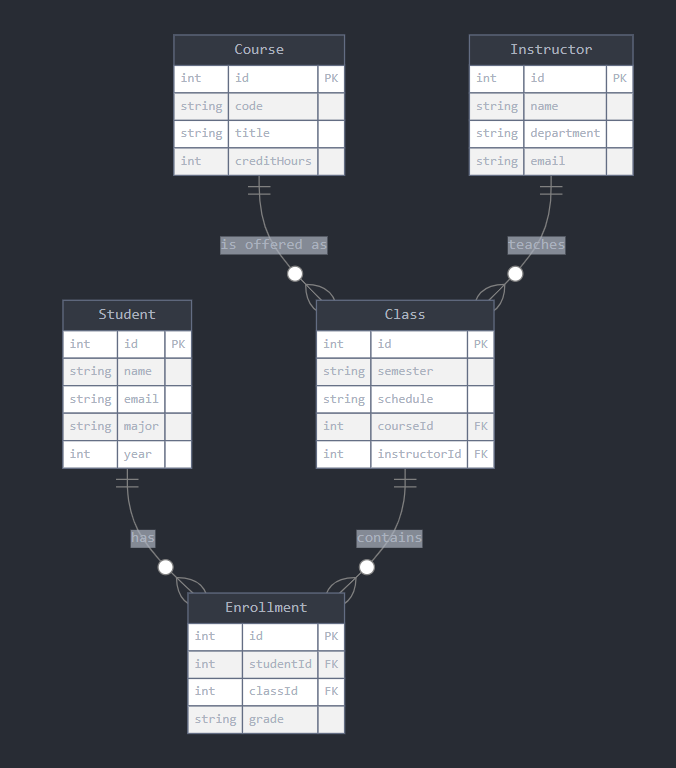 Course
int id PK
string code
string title
int creditHours
Instructor
int id PK
string name
string department
string email
is offered as
teaches
Student
int id PK
string name
string email
string major
int year
Class
int id PK
string semester
string schedule
int courseId FK
int instructorId FK
has
contains
Enrollment
int id PK
int studentId FK
int classId FK
string grade